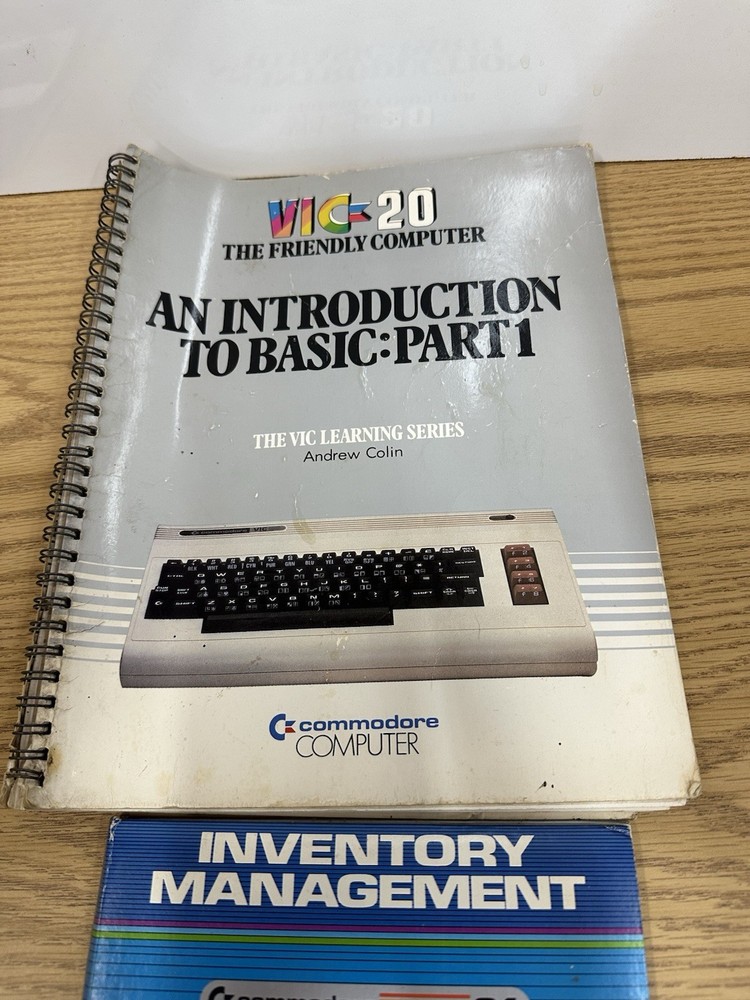 VIC-20
THE FRIENDLY COMPUTER
AN INTRODUCTION
TO BASIC: PART 1
THE VIC LEARNING SERIES
Andrew Colin
commodore
COMPUTER
INVENTORY
MANAGEMENT